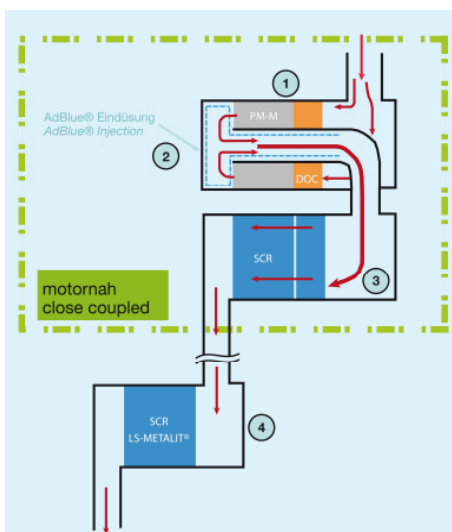 1
PM-M
AdBlue® Eindüsung
AdBlue® Injection
2
DOC
SCR
3
motornah
close coupled
SCR
LS-METALIT®
4